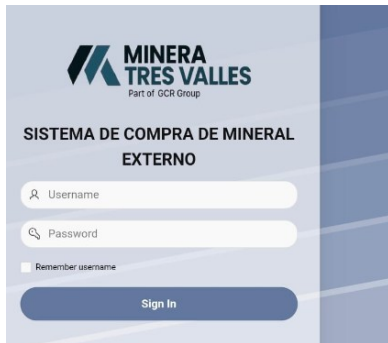 MINERA
TRES VALLES
Part of GCR Group
SISTEMA DE COMPRA DE MINERAL
EXTERNO
Username
Password
Remember username
Sign In